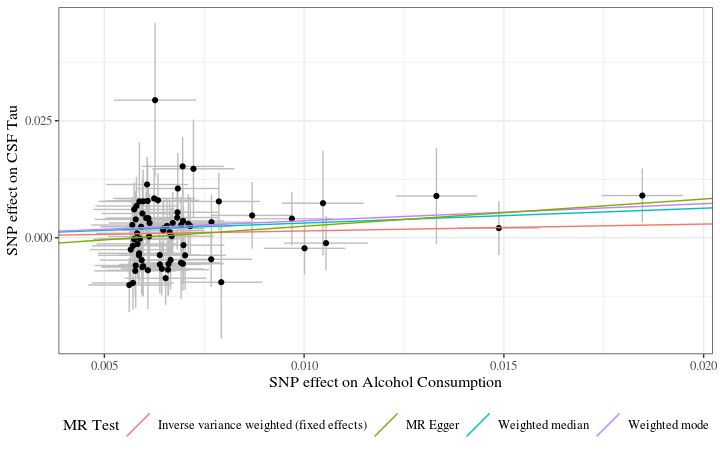 SNP effect on CSF Tau
0.025
0.000
0.005
0.010
0.015
0.020
SNP effect on Alcohol Consumption
MR Test
Inverse variance weighted (fixed effects)
MR Egger
Weighted median
Weighted mode